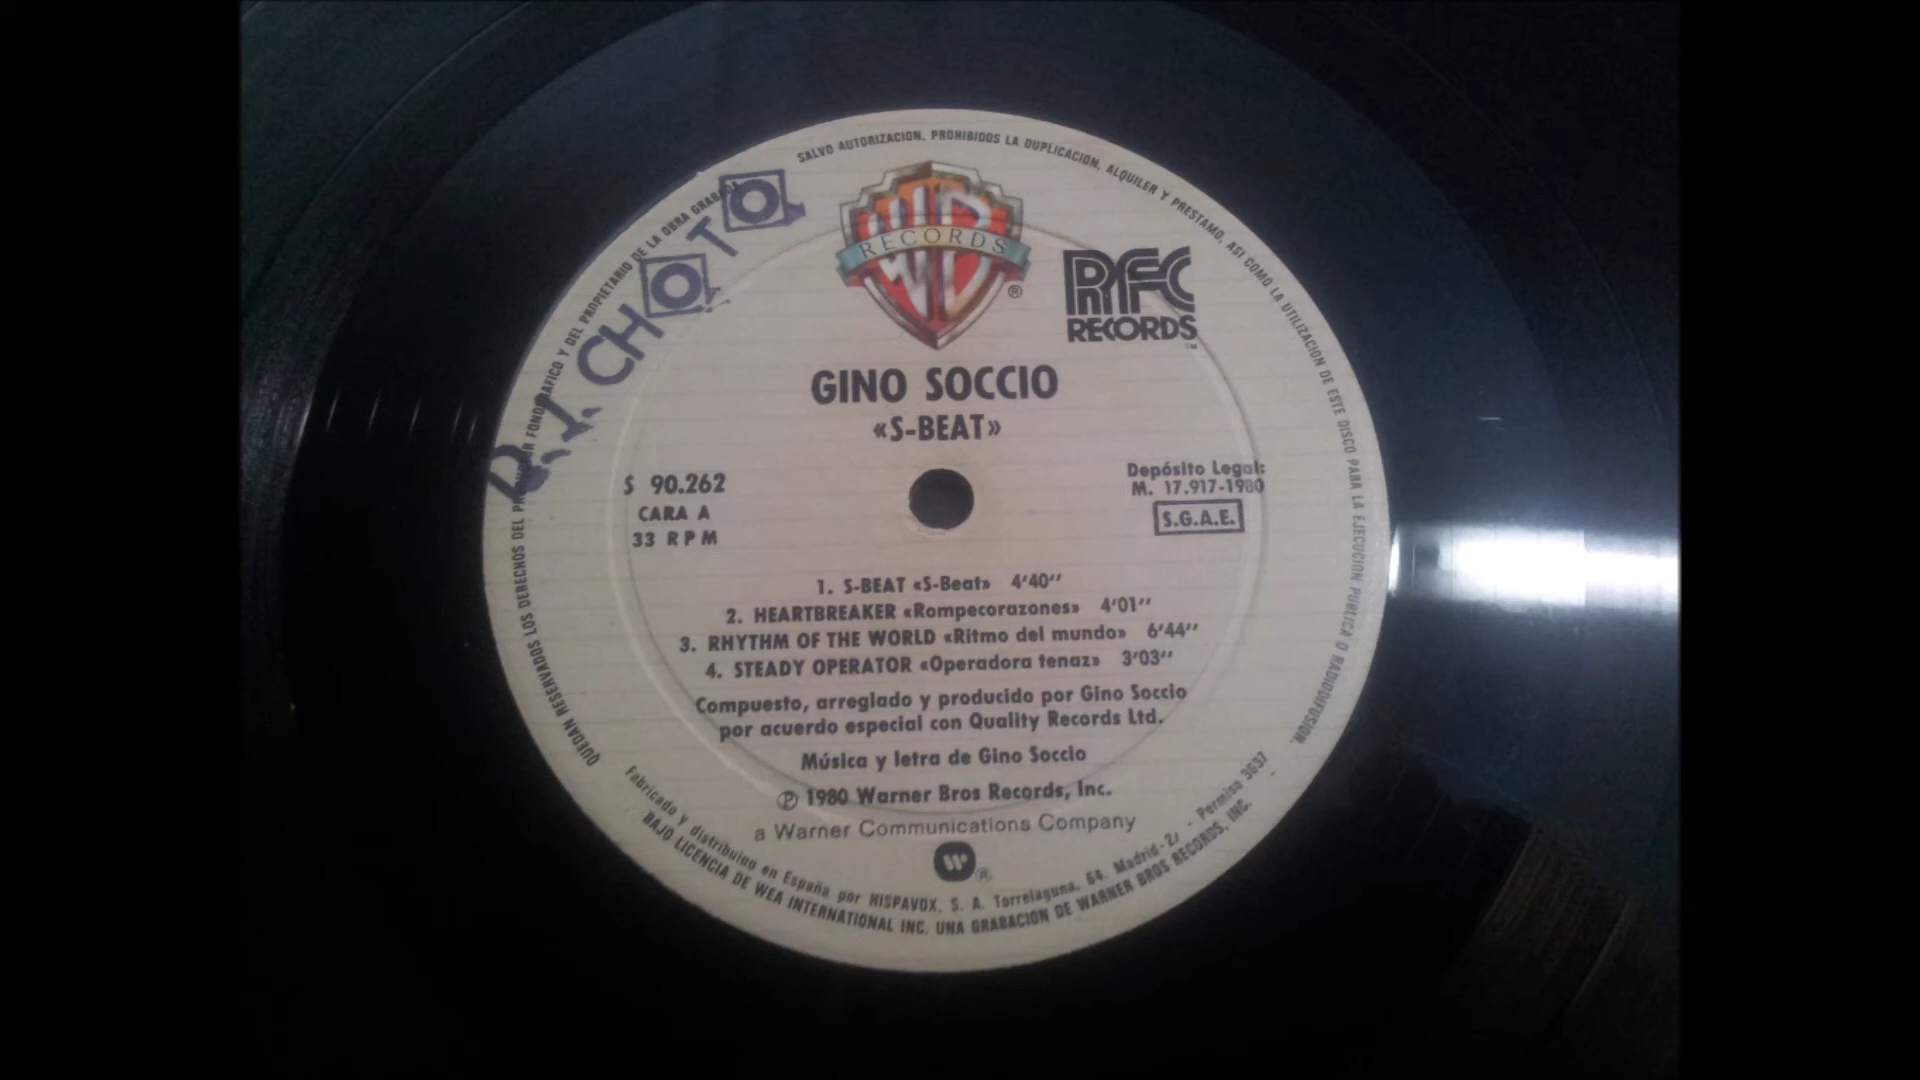 SALVO AUTORIZACION, PROHIBIDOS LA DUPLICACION, ALQUILER Y PRESTAMO, ASI COMO LA UTILIZACION DE ESTE DISCO PARA LA EJECUCION PUBLICA O RADIODIFUSION.
QUEDAN RESERVADOS LOS DERECHOS DEL FONOGRAFICO Y DEL PROPIETARIO DE LA OBRA GRABADA
CHOTO
WB
RECORDS
®
RFC
RECORDS
™
GINO SOCCIO
«S-BEAT»
S 90.262
CARA A
33 RPM
Depósito Legal:
M. 17.917-1980
S.G.A.E.
1. S-BEAT «S-Beat» 4'40''
2. HEARTBREAKER «Rompecorazones» 4'01''
3. RHYTHM OF THE WORLD «Ritmo del mundo» 6'44''
4. STEADY OPERATOR «Operadora tenaz» 3'03''
Compuesto, arreglado y producido por Gino Soccio
por acuerdo especial con Quality Records Ltd.
Música y letra de Gino Soccio
℗ 1980 Warner Bros Records, Inc.
a Warner Communications Company
W ®
Fabricado y distribuido en España por HISPAVOX, S. A. Torrelaguna, 64. Madrid- - Permiso 3637
BAJO LICENCIA DE WEA INTERNATIONAL INC. UNA GRABACION DE WARNER BROS RECORDS, INC.